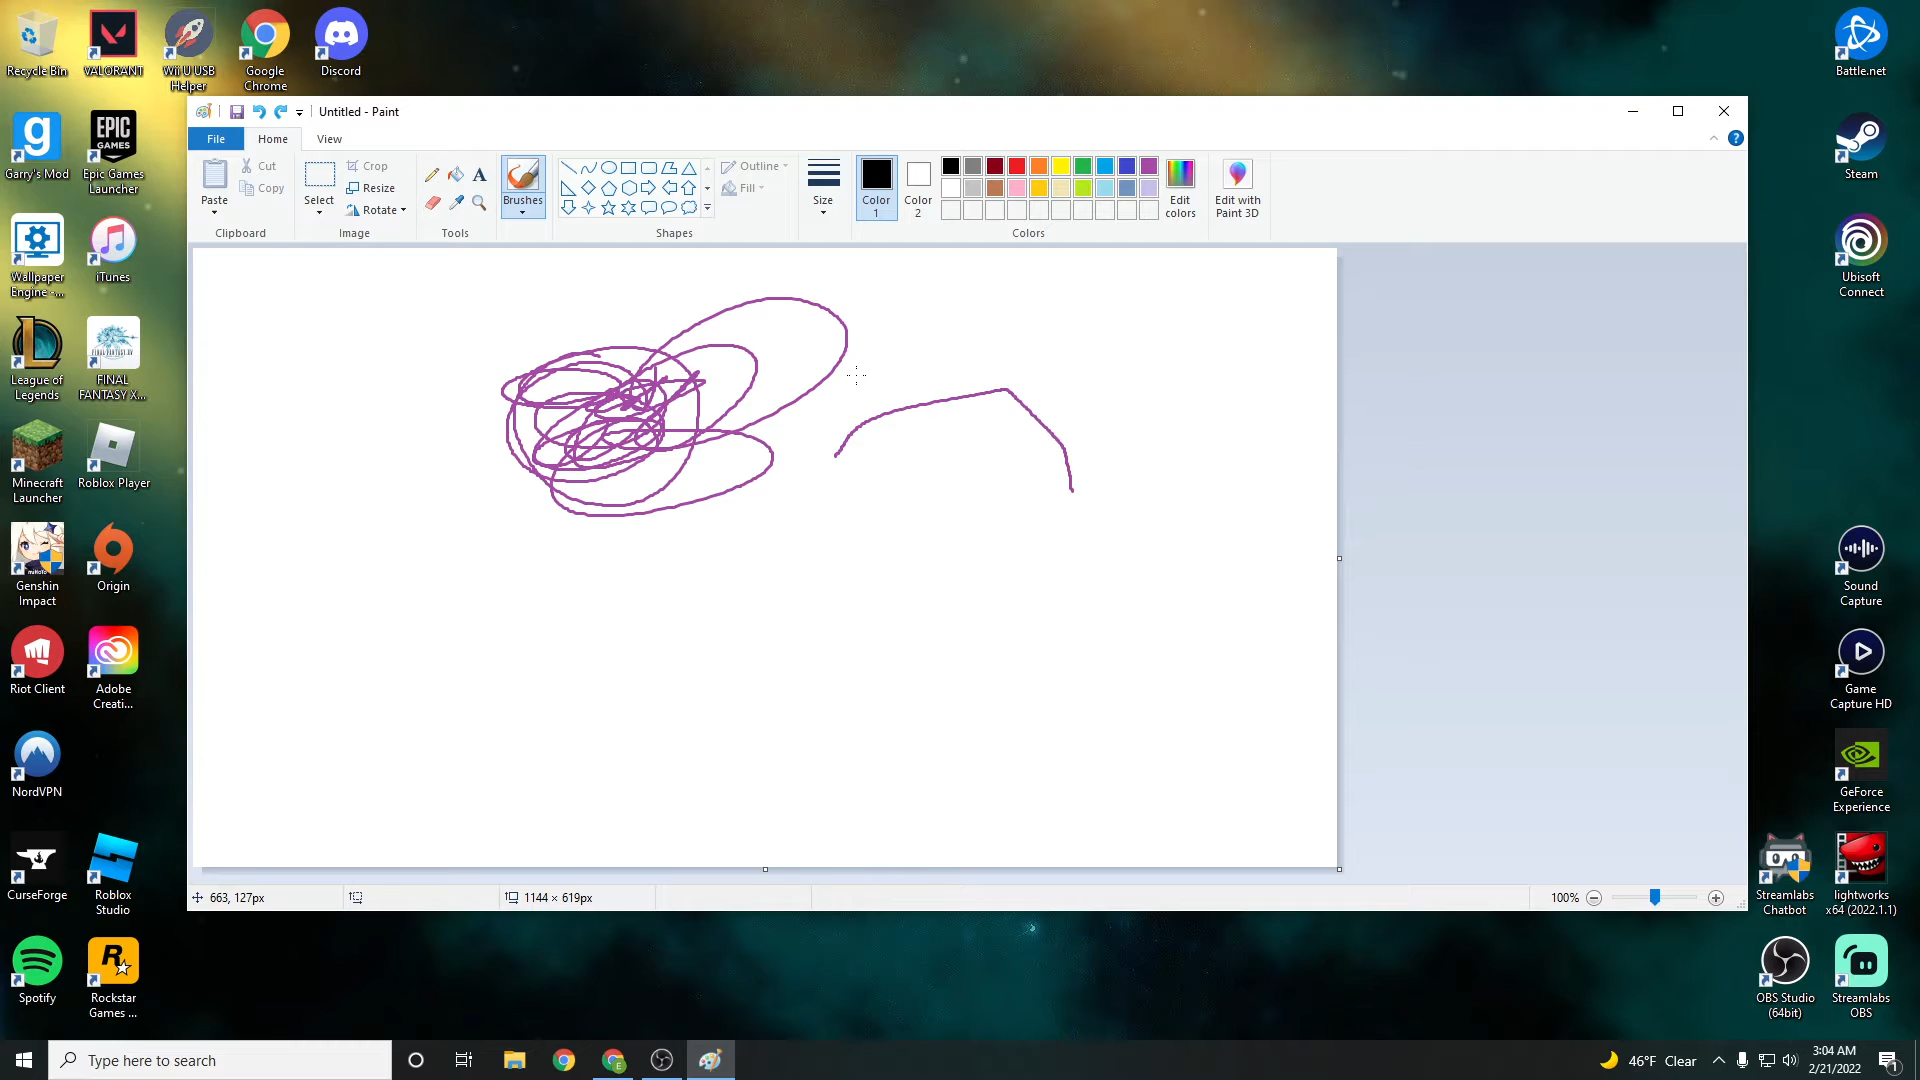 Recycle Bin
VALORANT
Wii U USB
Helper
Google
Chrome
Discord
Battle.net
Untitled - Paint
File
Home
View
Garry's Mod
EPIC
GAMES
Epic Games
Launcher
Steam
Paste
Cut
Copy
Clipboard
Select
Crop
Resize
Rotate
Image
A
Tools
Brushes
Outline
Fill
Shapes
Size
Color
1
Color
2
Edit
colors
Colors
Edit with
Paint 3D
Wallpaper
Engine -...
iTunes
Ubisoft
Connect
League of
Legends
FINAL
FANTASY X...
Minecraft
Launcher
Roblox Player
Genshin
Impact
Origin
Sound
Capture
Riot Client
Adobe
Creati...
Game
Capture HD
NordVPN
GeForce
Experience
CurseForge
Roblox
Studio
Streamlabs
Chatbot
lightworks
x64 (2022.1.1)
663, 127px
1144 × 619px
100%
Spotify
R
Rockstar
Games ...
OBS Studio
(64bit)
Streamlabs
OBS
Type here to search
E
46°F Clear
3:04 AM
2/21/2022
1